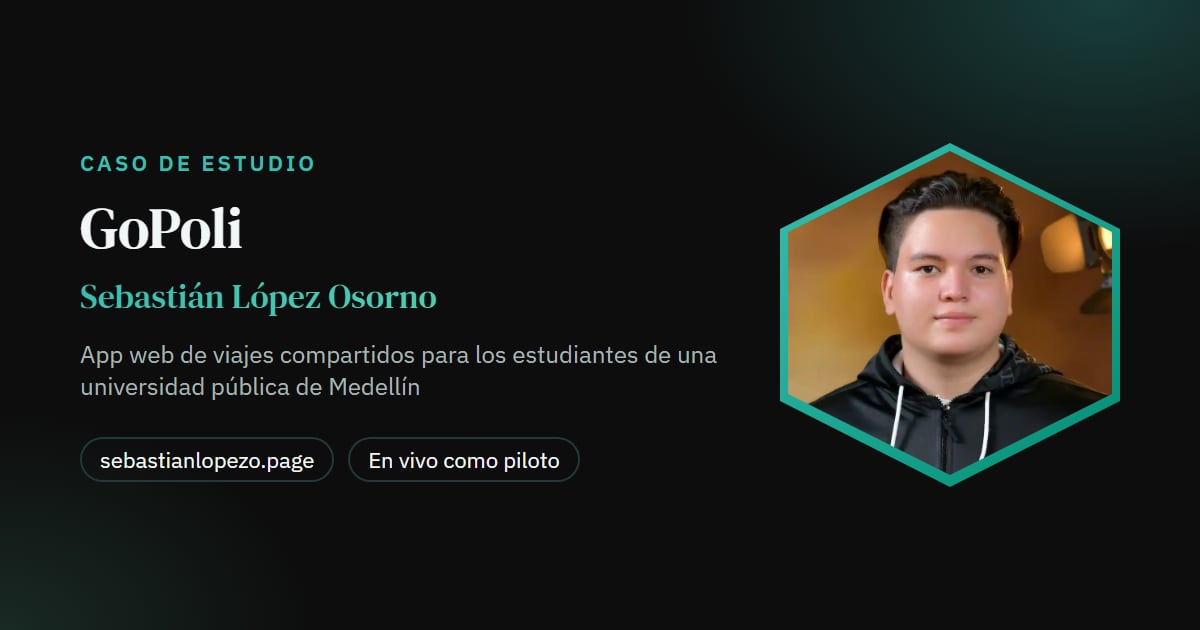 CASO DE ESTUDIO
GoPoli
Sebastián López Osorno
App web de viajes compartidos para los estudiantes de una
universidad pública de Medellín
sebastianlopezo.page
En vivo como piloto